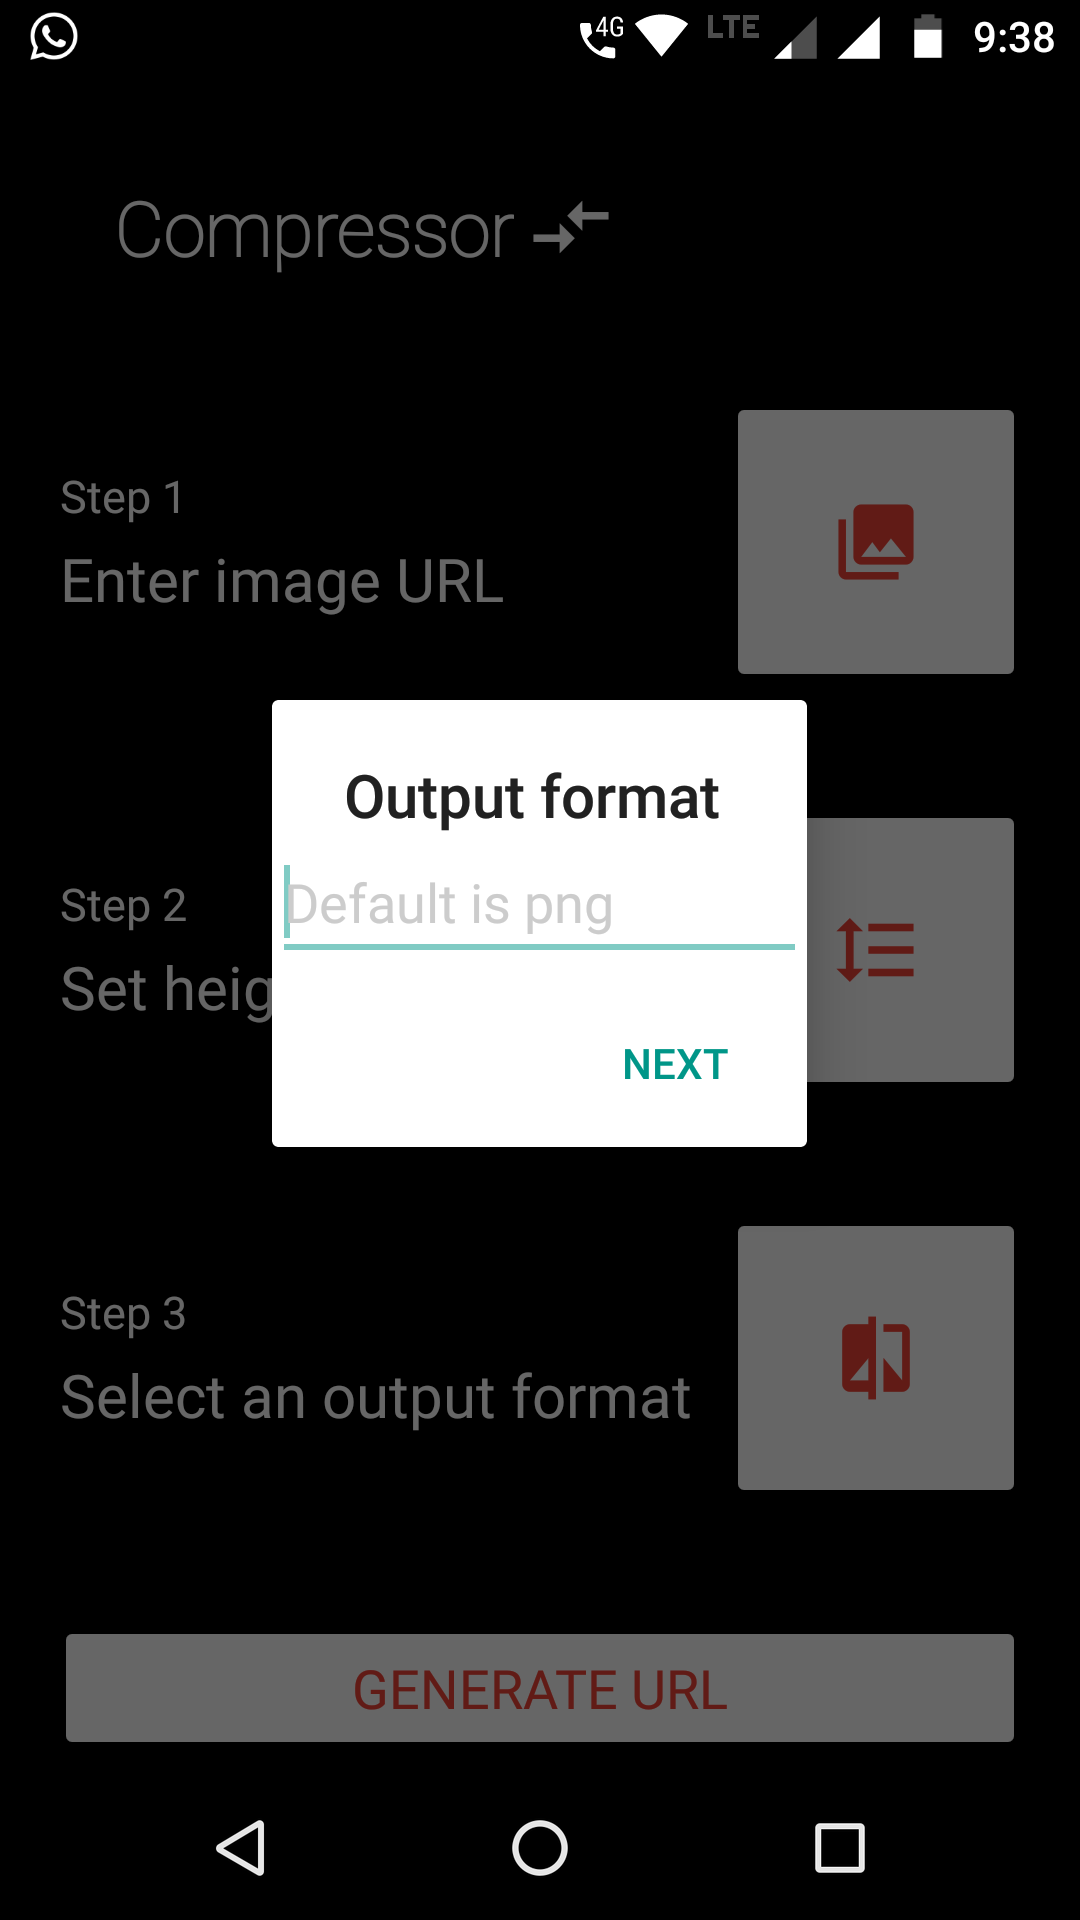 4G LTE 9:38
Compressor
Step 1
Enter image URL
Output format
Default is png
Step 2
Set heig
NEXT
Step 3
Select an output format
GENERATE URL